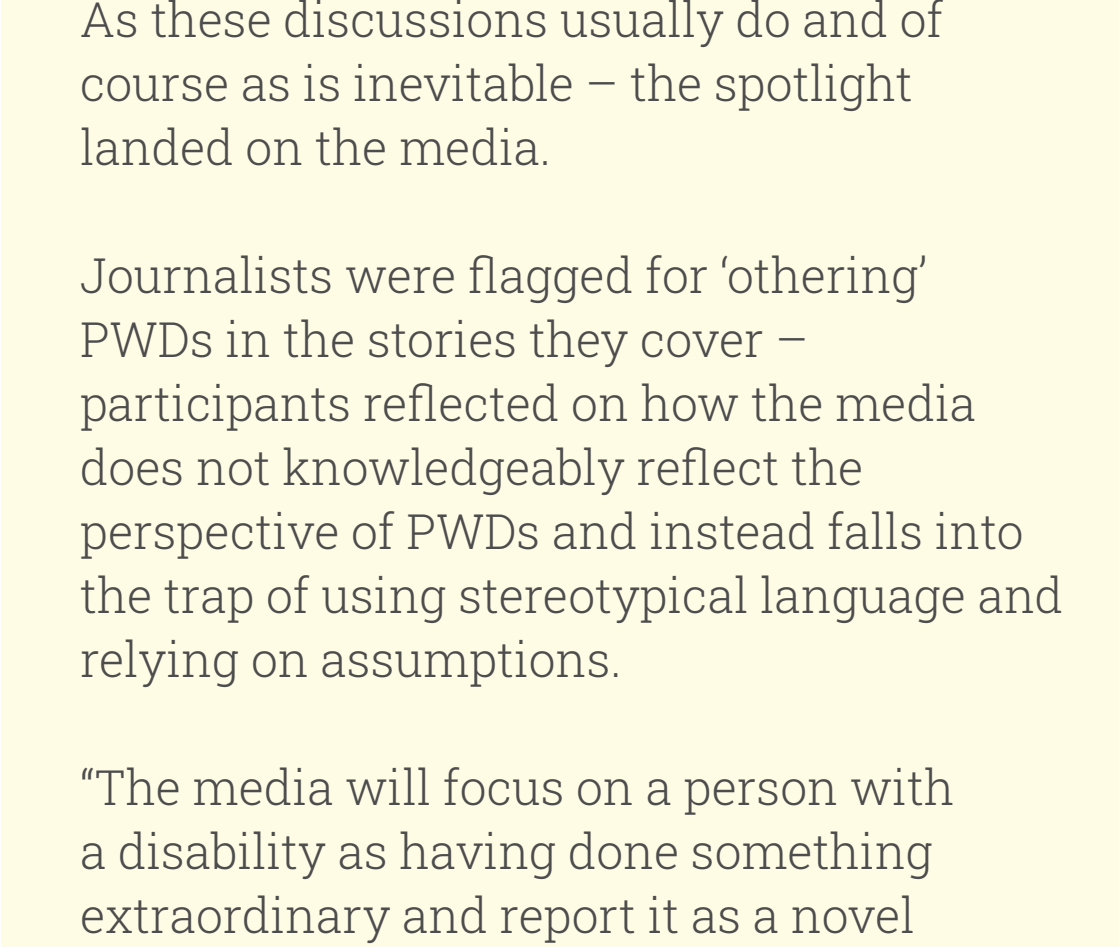 As these discussions usually do and of
course as is inevitable – the spotlight
landed on the media.
Journalists were flagged for ‘othering’
PWDs in the stories they cover –
participants reflected on how the media
does not knowledgeably reflect the
perspective of PWDs and instead falls into
the trap of using stereotypical language and
relying on assumptions.
“The media will focus on a person with
a disability as having done something
extraordinary and report it as a novel